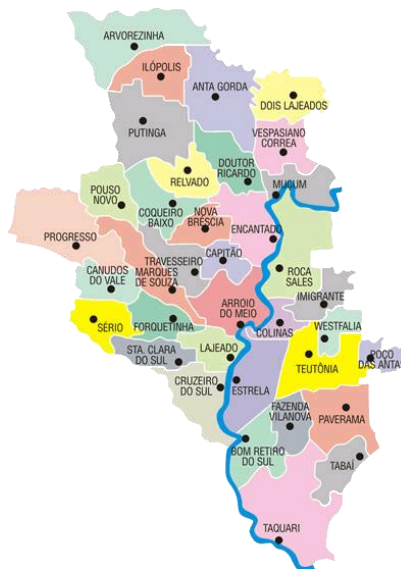 ARVOREZINHA
ILÓPOLIS
ANTA GORDA
DOIS LAJEADOS
PUTINGA
VESPASIANO
CORREA
DOUTOR
RICARDO
RELVADO
MUÇUM
POUSO
NOVO
COQUEIRO
BAIXO
NOVA
BRÉSCIA
ENCANTADO
PROGRESSO
TRAVESSEIRO
CAPITÃO
ROCA
SALES
CANUDOS
DO VALE
MARQUES
DE SOUZA
IMIGRANTE
ARROIO
DO MEIO
SÉRIO
FORQUETINHA
COLINAS
WESTFALIA
STA. CLARA
DO SUL
LAJEADO
TEUTÔNIA
POÇO
DAS ANTAS
CRUZEIRO
DO SUL
ESTRELA
FAZENDA
VILANOVA
PAVERAMA
BOM RETIRO
DO SUL
TABAÍ
TAQUARI